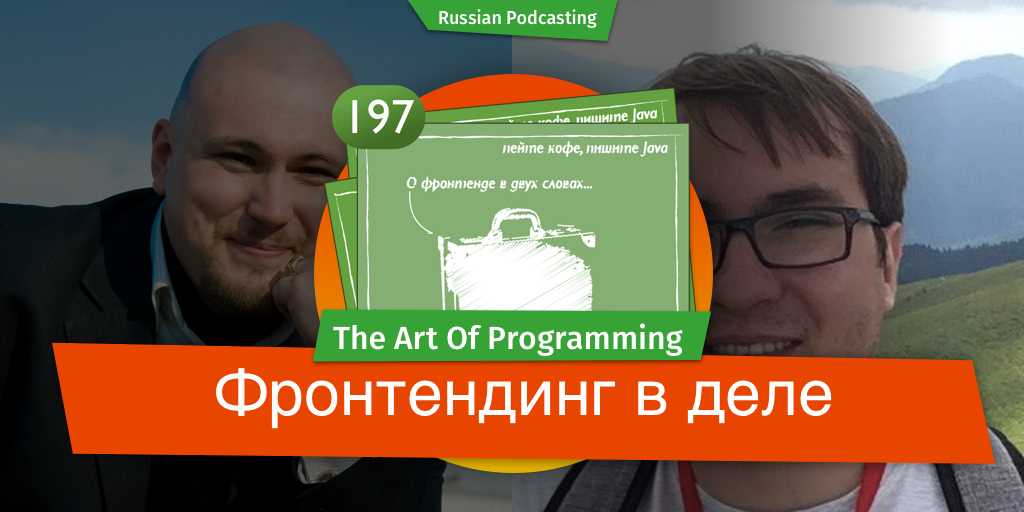 Russian Podcasting
197
кофе, пишите Java
пейте кофе, пишите Java
О фронтенде в двух словах...
The Art Of Programming
Фронтендинг в деле